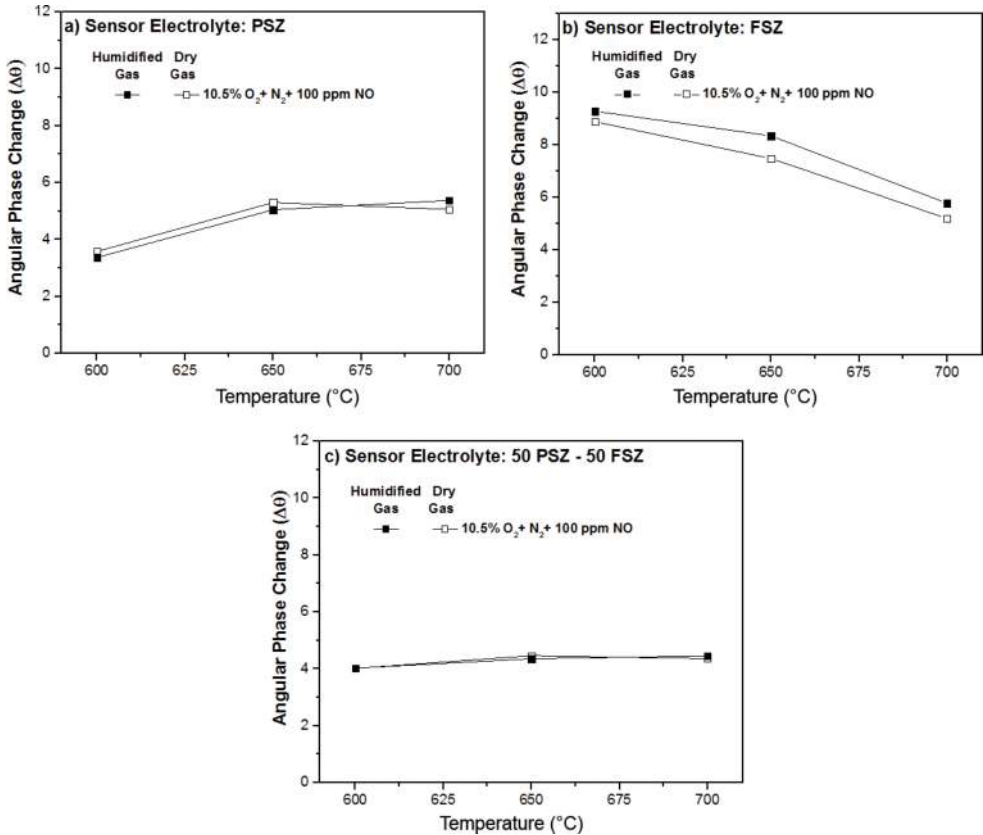 a) Sensor Electrolyte: PSZ
Humidified Dry
Gas Gas
10.5% O₂+ N₂+ 100 ppm NO
Angular Phase Change (Δθ)
12
10
8
6
4
2
0
600 625 650 675 700
Temperature (°C)
b) Sensor Electrolyte: FSZ
Humidified Dry
Gas Gas
10.5% O₂+ N₂+ 100 ppm NO
Angular Phase Change (Δθ)
12
10
8
6
4
2
0
600 625 650 675 700
Temperature (°C)
c) Sensor Electrolyte: 50 PSZ - 50 FSZ
Humidified Dry
Gas Gas
10.5% O₂+ N₂+ 100 ppm NO
Angular Phase Change (Δθ)
12
10
8
6
4
2
0
600 625 650 675 700
Temperature (°C)